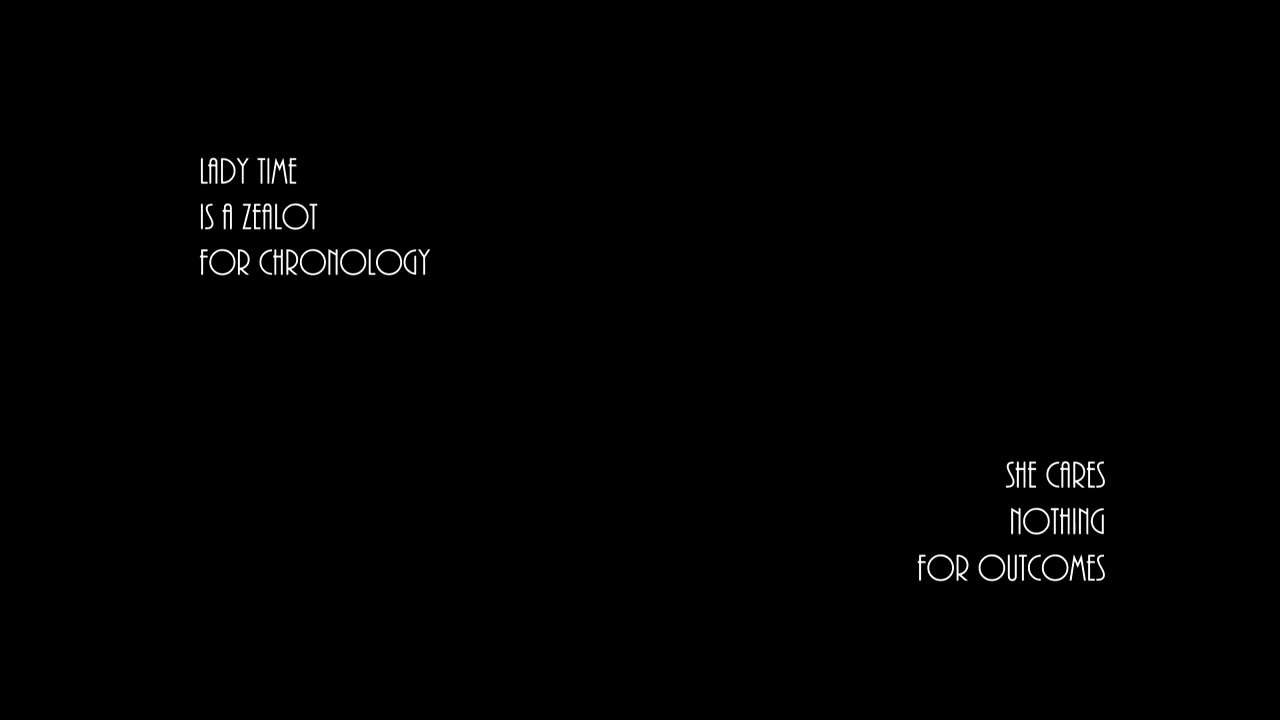 LADY TIME
IS A ZEALOT
FOR CHRONOLOGY
SHE CARES
NOTHING
FOR OUTCOMES